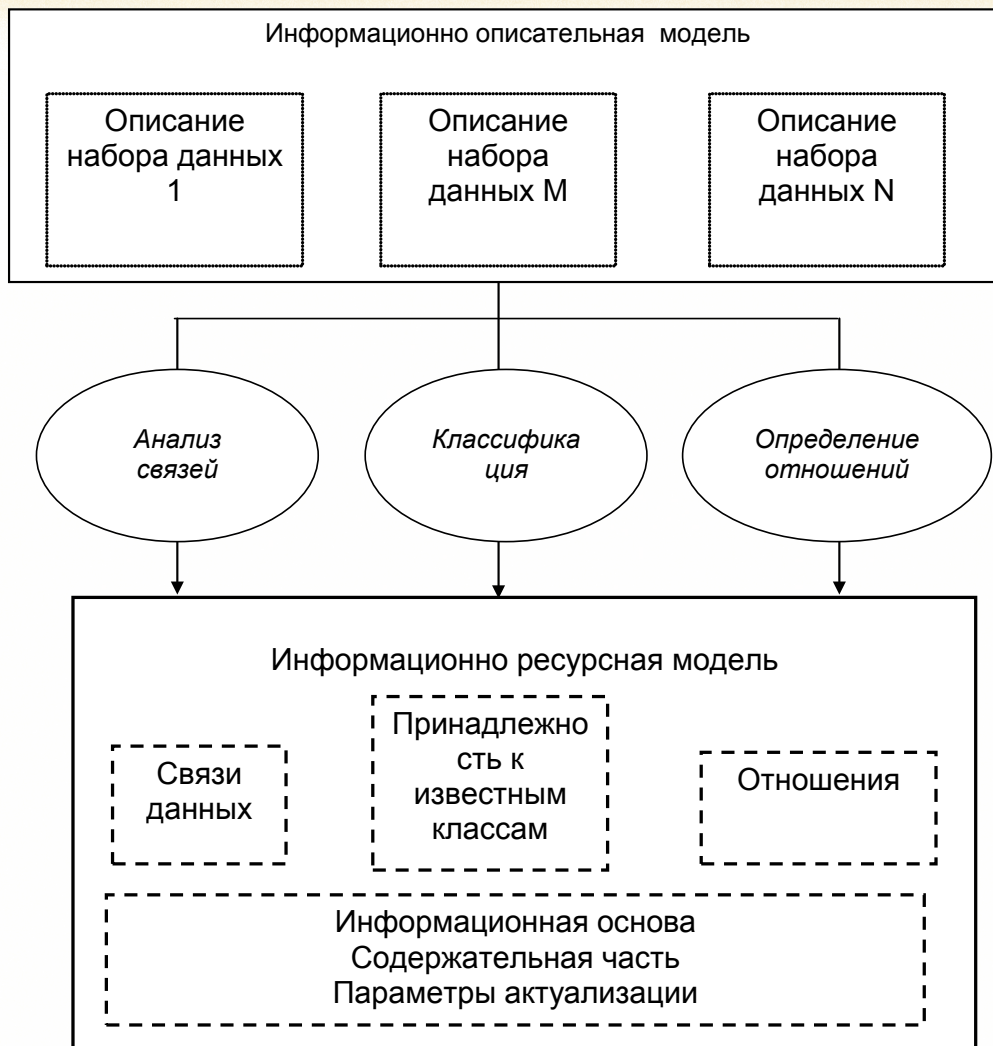 Информационно описательная модель
Описание
набора данных
1
Описание
набора
данных M
Описание
набора
данных N
Анализ
связей
Классифика
ция
Определение
отношений
Информационно ресурсная модель
Связи
данных
Принадлежно
сть к
известным
классам
Отношения
Информационная основа
Содержательная часть
Параметры актуализации